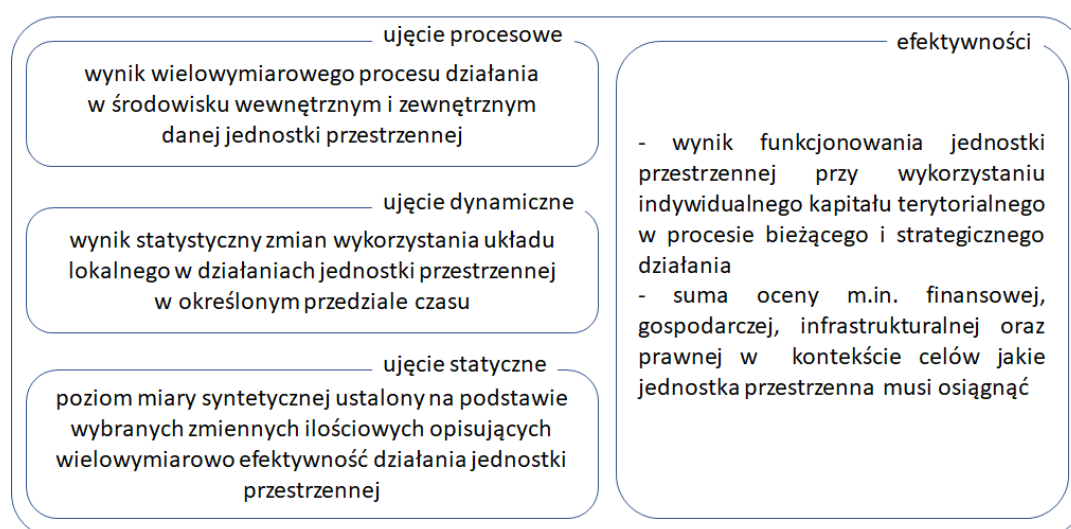 ujęcie procesowe
wynik wielowymiarowego procesu działania
w środowisku wewnętrznym i zewnętrznym
danej jednostki przestrzennej
ujęcie dynamiczne
wynik statystyczny zmian wykorzystania układu
lokalnego w działaniach jednostki przestrzennej
w określonym przedziale czasu
ujęcie statyczne
poziom miary syntetycznej ustalony na podstawie
wybranych zmiennych ilościowych opisujących
wielowymiarowo efektywność działania jednostki
przestrzennej
efektywności
- wynik funkcjonowania jednostki
przestrzennej przy wykorzystaniu
indywidualnego kapitału terytorialnego
w procesie bieżącego i strategicznego
działania
- suma oceny m.in. finansowej,
gospodarczej, infrastrukturalnej oraz
prawnej w kontekście celów jakie
jednostka przestrzenna musi osiągnąć